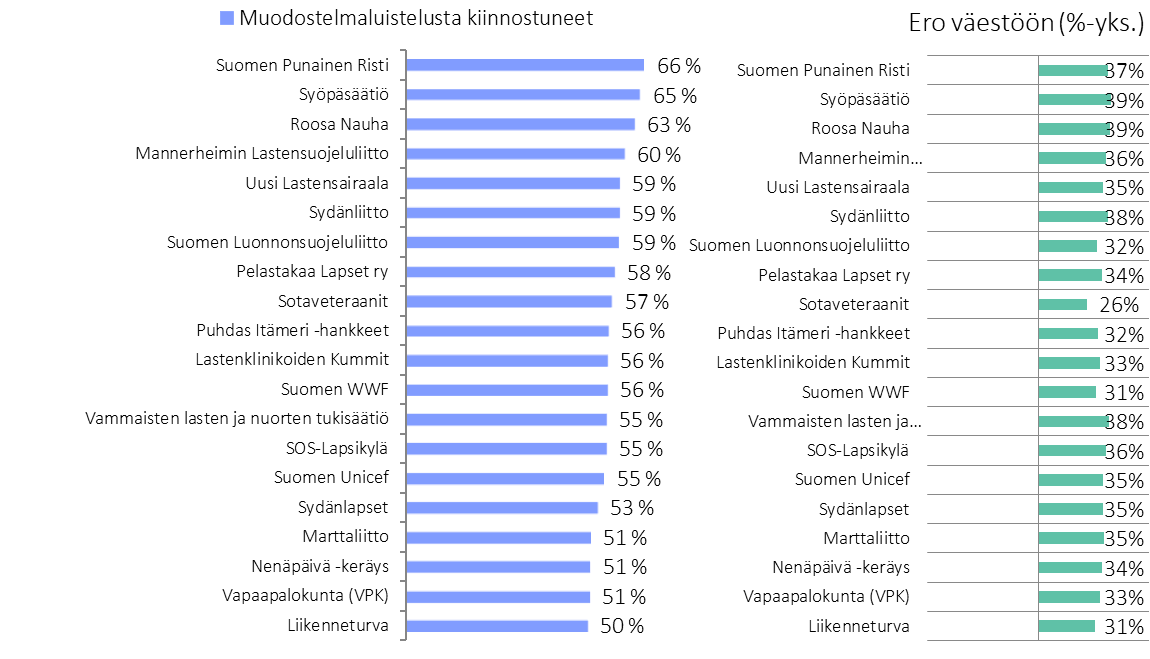 Muodostelmaluistelusta kiinnostuneet
Suomen Punainen Risti 66 %
Syöpäsäätiö 65 %
Roosa Nauha 63 %
Mannerheimin Lastensuojeluliitto 60 %
Uusi Lastensairaala 59 %
Sydänliitto 59 %
Suomen Luonnonsuojeluliitto 59 %
Pelastakaa Lapset ry 58 %
Sotaveteraanit 57 %
Puhdas Itämeri -hankkeet 56 %
Lastenklinikoiden Kummit 56 %
Suomen WWF 56 %
Vammaisten lasten ja nuorten tukisäätiö 55 %
SOS-Lapsikylä 55 %
Suomen Unicef 55 %
Sydänlapset 53 %
Marttaliitto 51 %
Nenäpäivä -keräys 51 %
Vapaapalokunta (VPK) 51 %
Liikenneturva 50 %
Ero väestöön (%-yks.)
Suomen Punainen Risti 37%
Syöpäsäätiö 39%
Roosa Nauha 39%
Mannerheimin... 36%
Uusi Lastensairaala 35%
Sydänliitto 38%
Suomen Luonnonsuojeluliitto 32%
Pelastakaa Lapset ry 34%
Sotaveteraanit 26%
Puhdas Itämeri -hankkeet 32%
Lastenklinikoiden Kummit 33%
Suomen WWF 31%
Vammaisten lasten ja... 38%
SOS-Lapsikylä 36%
Suomen Unicef 35%
Sydänlapset 35%
Marttaliitto 35%
Nenäpäivä -keräys 34%
Vapaapalokunta (VPK) 33%
Liikenneturva 31%